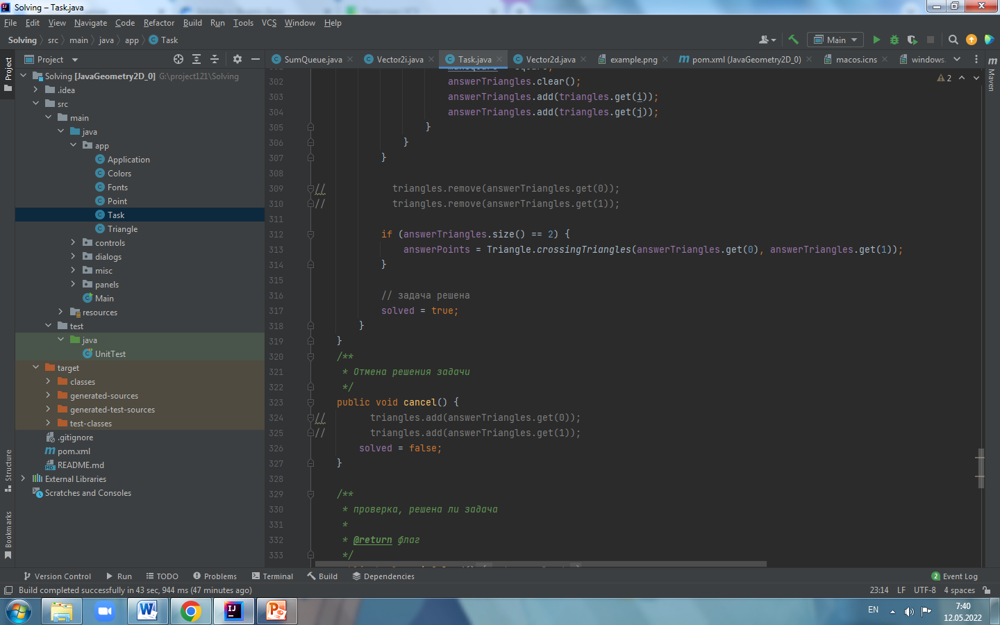 Solving – Task.java
File Edit View Navigate Code Refactor Build Run Tools VCS Window Help
Solving src main java app Task Main
Project SumQueue.java Vector2i.java Task.java Vector2d.java example.png pom.xml (JavaGeometry2D_0) macos.icns windows.
Project
Structure
Bookmarks
Maven
Solving [JavaGeometry2D_0] G:\project121\Solving
.idea
src
main
java
app
Application
Colors
Fonts
Point
Task
Triangle
controls
dialogs
misc
panels
Main
resources
test
java
UnitTest
target
classes
generated-sources
generated-test-sources
test-classes
.gitignore
pom.xml
README.md
External Libraries
Scratches and Consoles
2
302 answerTriangles.clear();
303 answerTriangles.add(triangles.get(i));
304 answerTriangles.add(triangles.get(j));
305 }
306 }
307 }
308
309 // triangles.remove(answerTriangles.get(0));
310 // triangles.remove(answerTriangles.get(1));
311
312 if (answerTriangles.size() == 2) {
313 answerPoints = Triangle.crossingTriangles(answerTriangles.get(0), answerTriangles.get(1));
314 }
315
316 // задача решена
317 solved = true;
318 }
319 }
320 /**
321 * Отмена решения задачи
322 */
323 public void cancel() {
324 // triangles.add(answerTriangles.get(0));
325 // triangles.add(answerTriangles.get(1));
326 solved = false;
327 }
328
329 /**
330 * проверка, решена ли задача
331 *
332 * @return флаг
333 */
Version Control Run TODO Problems Terminal Build Dependencies 2 Event Log
Build completed successfully in 43 sec, 944 ms (47 minutes ago) 23:14 LF UTF-8 4 spaces
EN 7:40
12.05.2022